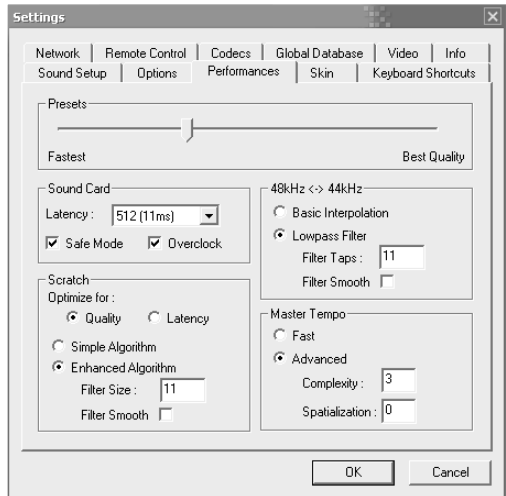 Settings
Network Remote Control Codecs Global Database Video Info
Sound Setup Options Performances Skin Keyboard Shortcuts
Presets
Fastest Best Quality
Sound Card
Latency : 512 (11ms)
Safe Mode Overclock
Scratch
Optimize for :
Quality Latency
Simple Algorithm
Enhanced Algorithm
Filter Size : 11
Filter Smooth
48kHz <-> 44kHz
Basic Interpolation
Lowpass Filter
Filter Taps : 11
Filter Smooth
Master Tempo
Fast
Advanced
Complexity : 3
Spatialization : 0
OK Cancel